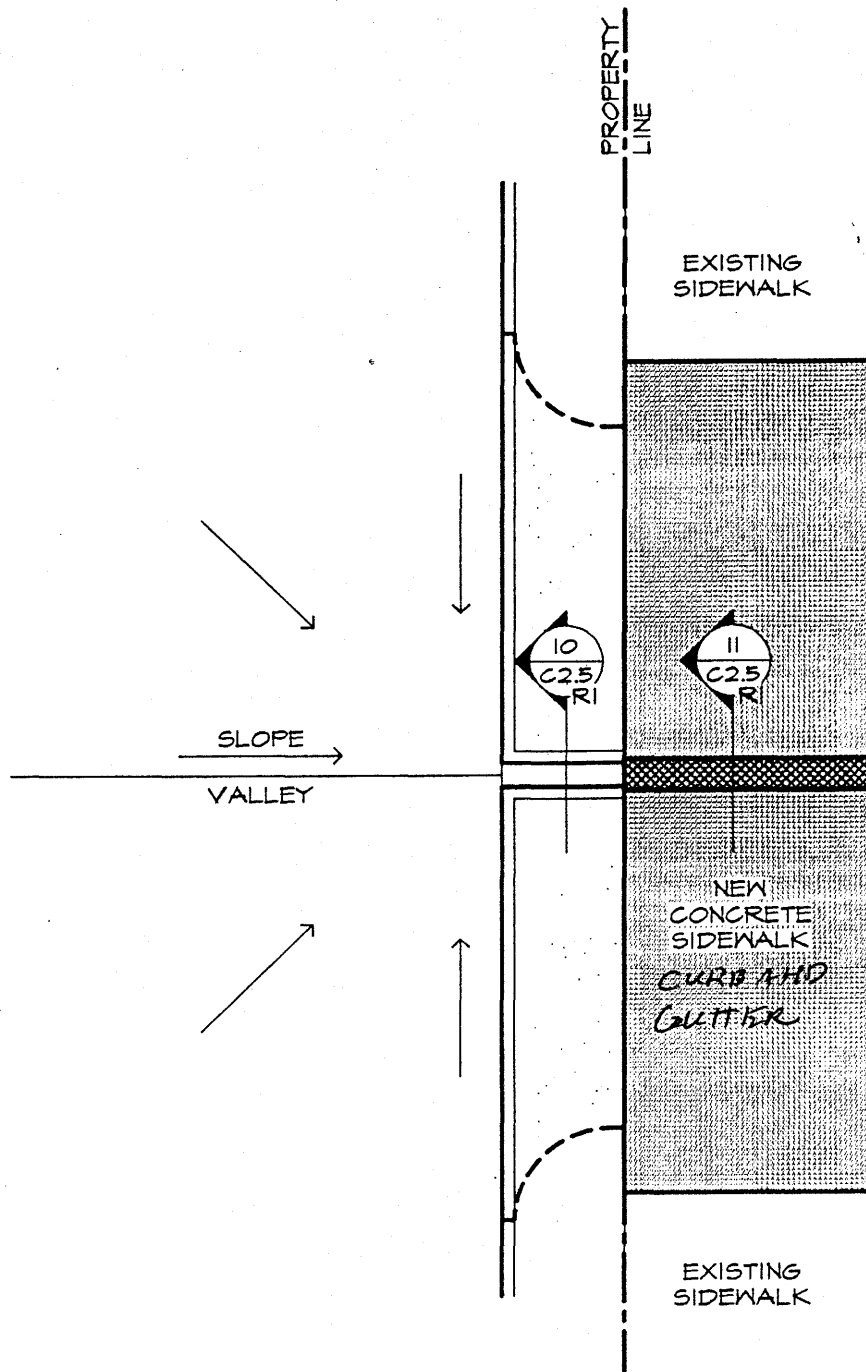 PROPERTY
LINE
EXISTING
SIDEWALK
10
C2.5
R1
11
C2.5
R1
SLOPE
VALLEY
NEW
CONCRETE
SIDEWALK
CURB AND
GUTTER
EXISTING
SIDEWALK